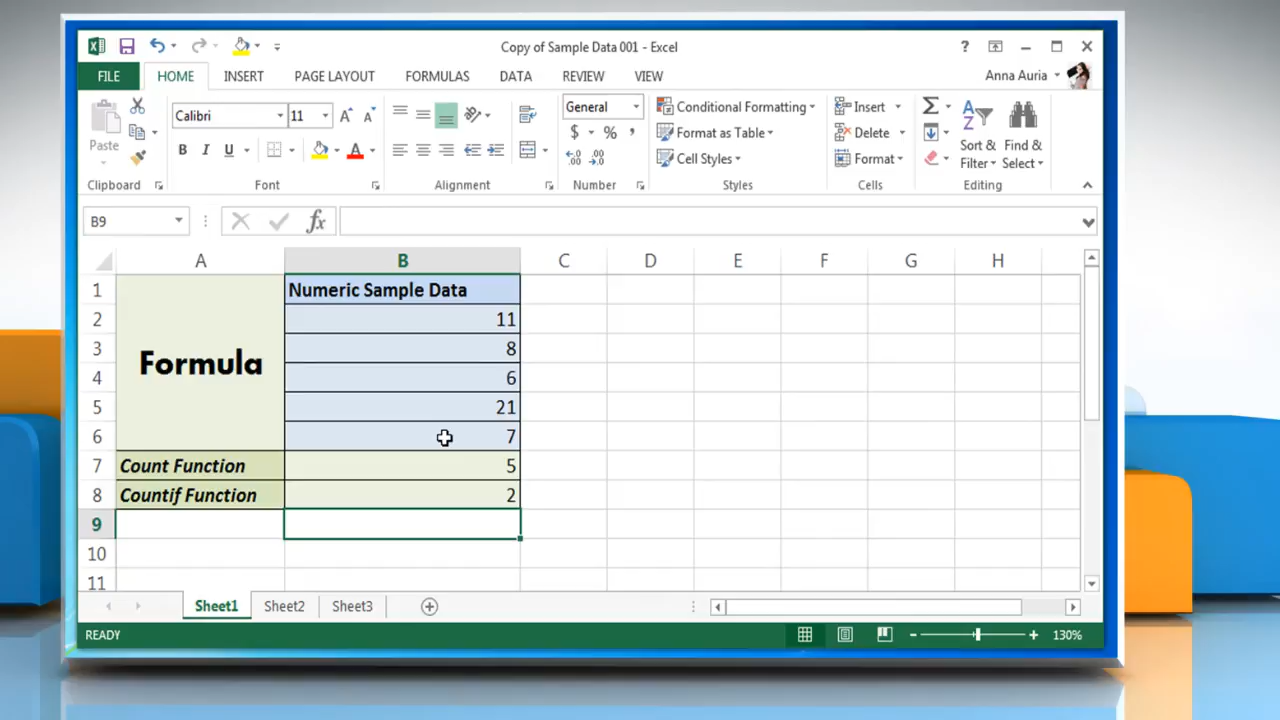 Copy of Sample Data 001 - Excel
FILE HOME INSERT PAGE LAYOUT FORMULAS DATA REVIEW VIEW Anna Auria
Paste
Clipboard
Calibri 11
B I U A
Font
Alignment
General
$ % ,
Number
Conditional Formatting
Format as Table
Cell Styles
Styles
Insert
Delete
Format
Cells
Sort & Filter
Find & Select
Editing
B9 fx
A B C D E F G H
1 Numeric Sample Data
2 11
3 8
Formula
4 6
5 21
6 7
7 Count Function 5
8 Countif Function 2
9
10
11
Sheet1 Sheet2 Sheet3
READY 130%